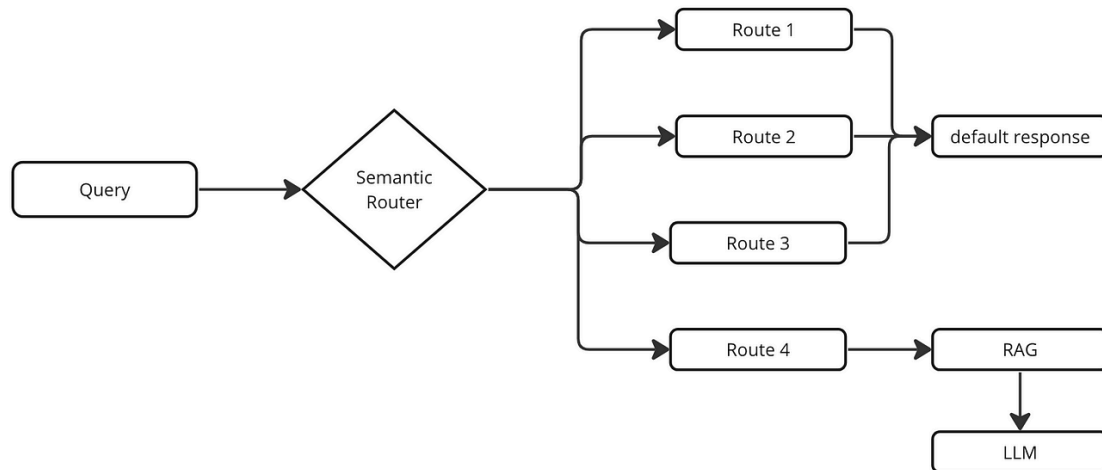 Query
Semantic
Router
Route 1
Route 2
Route 3
Route 4
default response
RAG
LLM